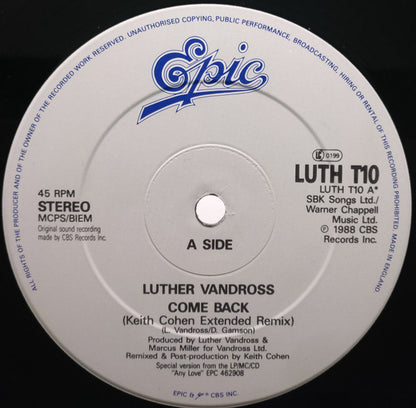 ALL RIGHTS OF THE PRODUCER AND OF THE OWNER OF THE RECORDED WORK RESERVED. UNAUTHORISED COPYING, PUBLIC PERFORMANCE, BROADCASTING, HIRING OR RENTAL OF THIS RECORDING PROHIBITED. MADE IN ENGLAND.
Epic
LC 0199
LUTH T10
LUTH T10 A*
SBK Songs Ltd./
Warner Chappell
Music Ltd.
℗ 1988 CBS
Records Inc.
45 RPM
STEREO
MCPS/BIEM
Original sound recording
made by CBS Records Inc.
A SIDE
LUTHER VANDROSS
COME BACK
(Keith Cohen Extended Remix)
(L. Vandross/D. Gamson)
Produced by Luther Vandross &
Marcus Miller for Vandross Ltd.
Remixed & Post-production by Keith Cohen
Special version from the LP/MC/CD
"Any Love" EPC 462908
EPIC & ® CBS INC.